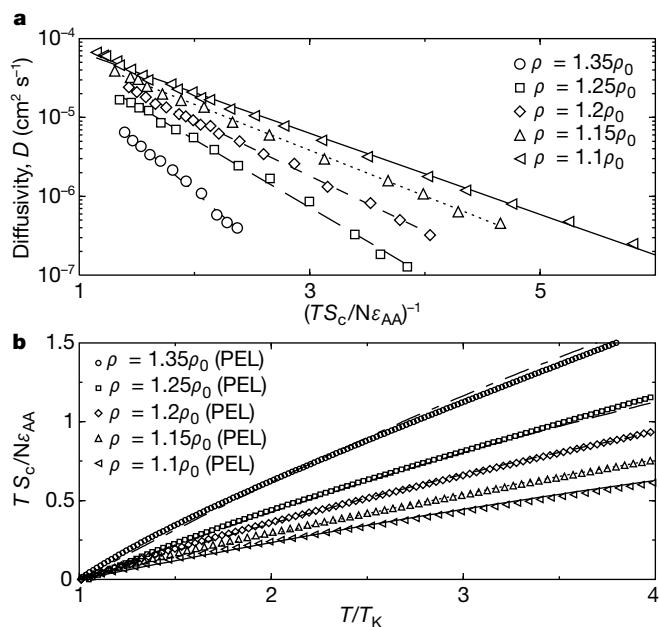 a
10⁻⁴
10⁻⁵
10⁻⁶
10⁻⁷
Diffusivity, D (cm² s⁻¹)
ρ = 1.35ρ₀
ρ = 1.25ρ₀
ρ = 1.2ρ₀
ρ = 1.15ρ₀
ρ = 1.1ρ₀
1 3 5
(TS_c/Nε_AA)⁻¹
b
1.5
1
0.5
0
TS_c/Nε_AA
ρ = 1.35ρ₀ (PEL)
ρ = 1.25ρ₀ (PEL)
ρ = 1.2ρ₀ (PEL)
ρ = 1.15ρ₀ (PEL)
ρ = 1.1ρ₀ (PEL)
1 2 3 4
T/T_K